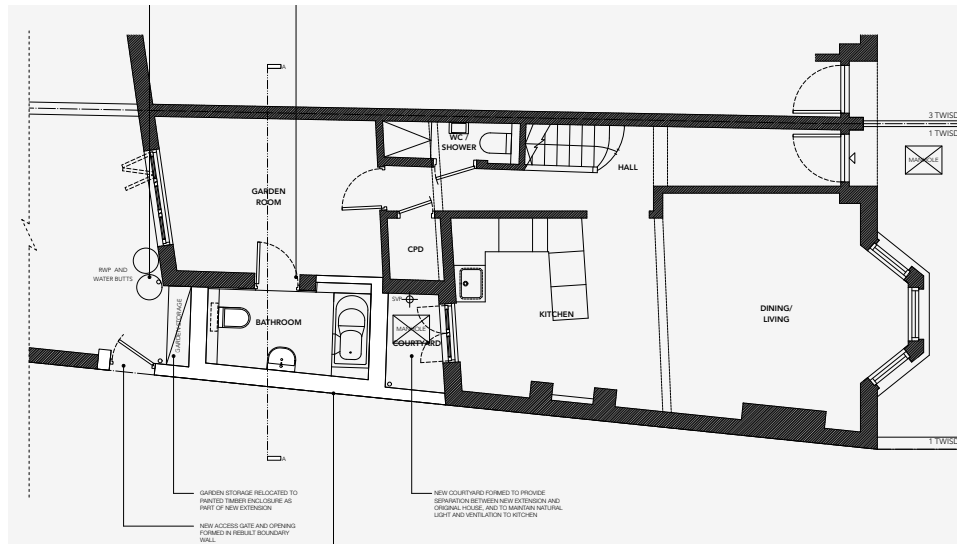 A
3 TWISD
1 TWISD
MANHOLE
WC /
SHOWER
HALL
GARDEN
ROOM
CPD
RWP AND
WATER BUTTS
GARDEN STORAGE
BATHROOM
SVP
MANHOLE
COURTYARD
KITCHEN
DINING/
LIVING
1 TWISD
A
GARDEN STORAGE RELOCATED TO
PAINTED TIMBER ENCLOSURE AS
PART OF NEW EXTENSION
NEW ACCESS GATE AND OPENING
FORMED IN REBUILT BOUNDARY
WALL
NEW COURTYARD FORMED TO PROVIDE
SEPARATION BETWEEN NEW EXTENSION AND
ORIGINAL HOUSE, AND TO MAINTAIN NATURAL
LIGHT AND VENTILATION TO KITCHEN